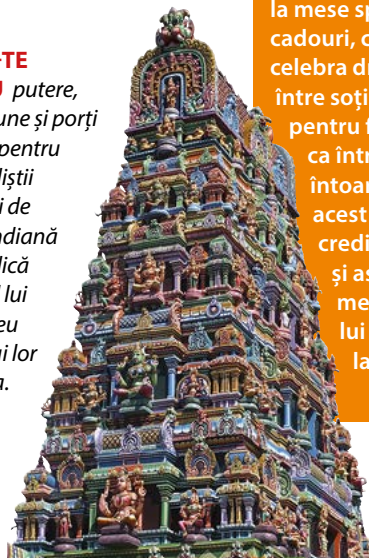 -TE
U putere,
une și porți
pentru
liștii
i de
ndiană
lică
lui
eu
i lor
a.
la mese sp
cadouri, c
celebra dr
între soți
pentru f
ca într
întoar
acest
credi
și as
me
lui
la